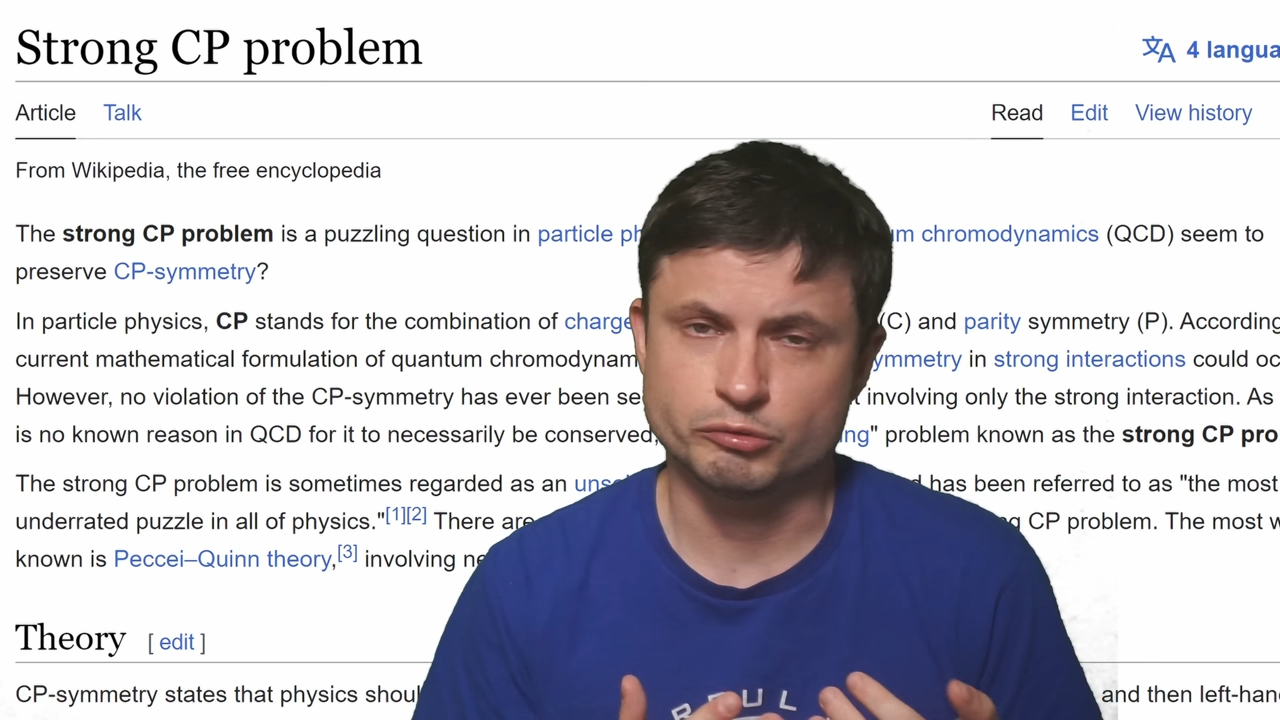 Strong CP problem
4 langua
Article Talk
Read Edit View history
From Wikipedia, the free encyclopedia
The strong CP problem is a puzzling question in particle ph m chromodynamics (QCD) seem to
preserve CP-symmetry?
In particle physics, CP stands for the combination of charge (C) and parity symmetry (P). According
current mathematical formulation of quantum chromodynam ymmetry in strong interactions could oc
However, no violation of the CP-symmetry has ever been se involving only the strong interaction. As
is no known reason in QCD for it to necessarily be conserved, ng" problem known as the strong CP pro
The strong CP problem is sometimes regarded as an uns has been referred to as "the most
underrated puzzle in all of physics."[1][2] There are g CP problem. The most w
known is Peccei–Quinn theory,[3] involving ne
Theory [ edit ]
CP-symmetry states that physics shoul and then left-han